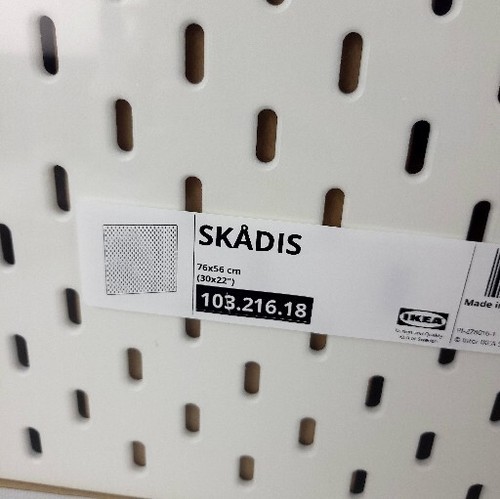 SKÅDIS
76x56 cm
(30x22")
103.216.18
IKEA
Made in